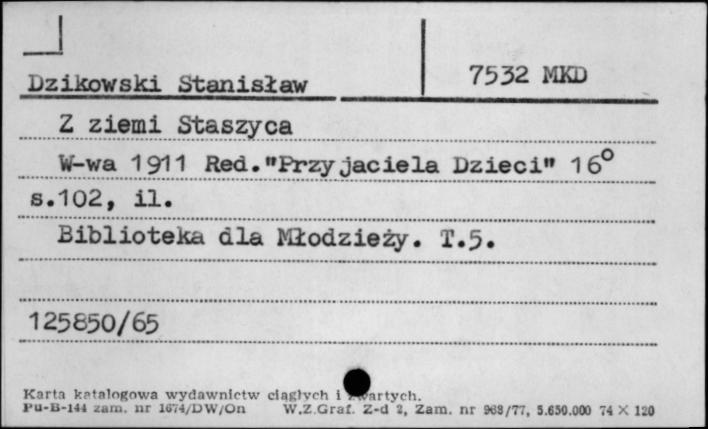 Dzikowski Stanisław
7532 MKD
Z ziemi Staszyca
W-wa 1911 Red."Przyjaciela Dzieci" 16°
s.102, il.
Biblioteka dla Młodzieży. T.5.
125850/65
Karta katalogowa wydawnictw ciągłych i zwartych.
Pu-B-144 zam. nr 1674/DW/On W.Z.Graf. Z-d 2, Zam. nr 968/77, 5.650.000 74 X 120